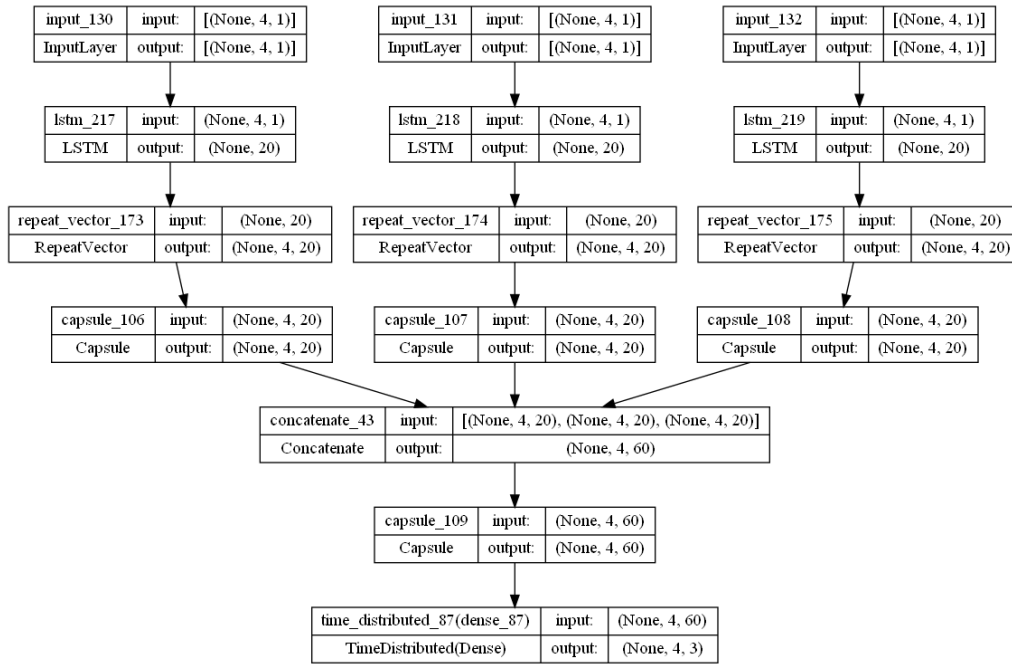 input_130 input: [(None, 4, 1)] input_131 input: [(None, 4, 1)] input_132 input: [(None, 4, 1)]
InputLayer output: [(None, 4, 1)] InputLayer output: [(None, 4, 1)] InputLayer output: [(None, 4, 1)]
lstm_217 input: (None, 4, 1) lstm_218 input: (None, 4, 1) lstm_219 input: (None, 4, 1)
LSTM output: (None, 20) LSTM output: (None, 20) LSTM output: (None, 20)
repeat_vector_173 input: (None, 20) repeat_vector_174 input: (None, 20) repeat_vector_175 input: (None, 20)
RepeatVector output: (None, 4, 20) RepeatVector output: (None, 4, 20) RepeatVector output: (None, 4, 20)
capsule_106 input: (None, 4, 20) capsule_107 input: (None, 4, 20) capsule_108 input: (None, 4, 20)
Capsule output: (None, 4, 20) Capsule output: (None, 4, 20) Capsule output: (None, 4, 20)
concatenate_43 input: [(None, 4, 20), (None, 4, 20), (None, 4, 20)]
Concatenate output: (None, 4, 60)
capsule_109 input: (None, 4, 60)
Capsule output: (None, 4, 60)
time_distributed_87(dense_87) input: (None, 4, 60)
TimeDistributed(Dense) output: (None, 4, 3)